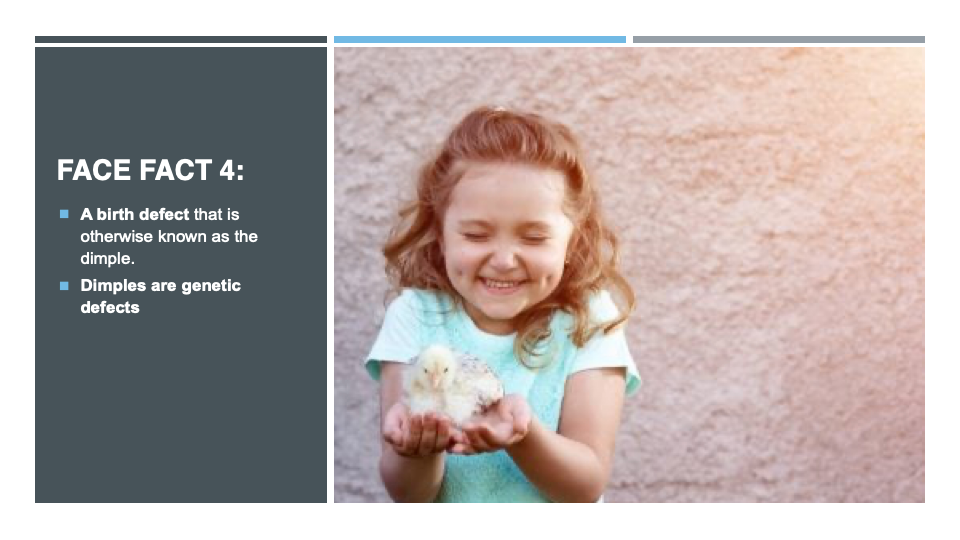 FACE FACT 4:
A birth defect that is
otherwise known as the
dimple.
Dimples are genetic
defects